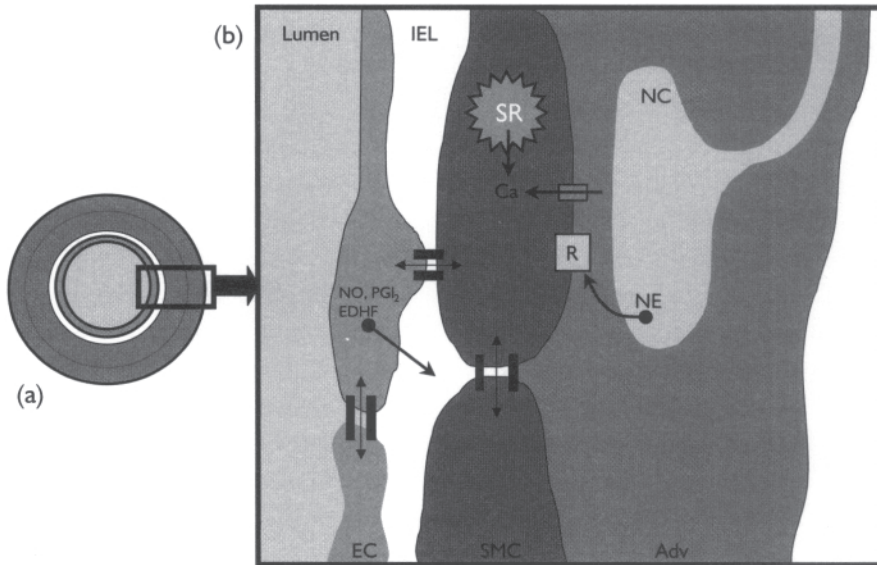 (b)
Lumen
IEL
SR
NC
Ca
R
NO, PGI₂
EDHF
NE
(a)
EC
SMC
Adv